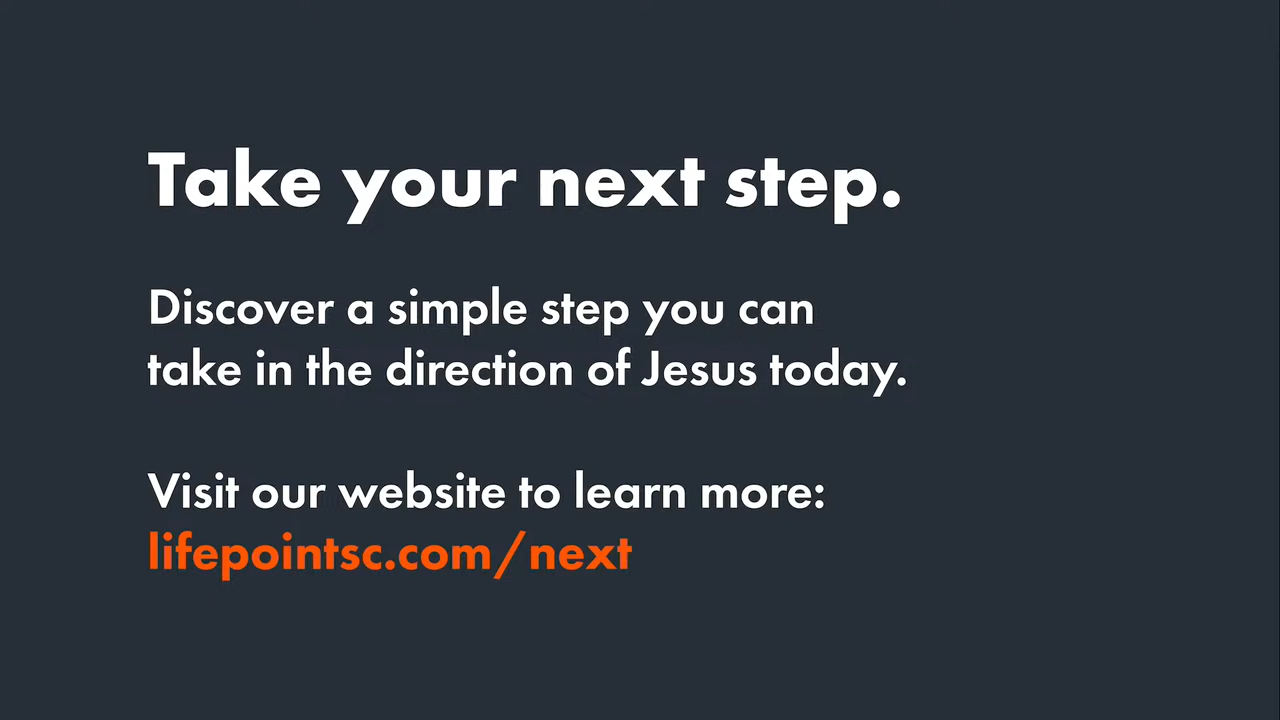 Take your next step.
Discover a simple step you can
take in the direction of Jesus today.
Visit our website to learn more:
lifepointsc.com/next